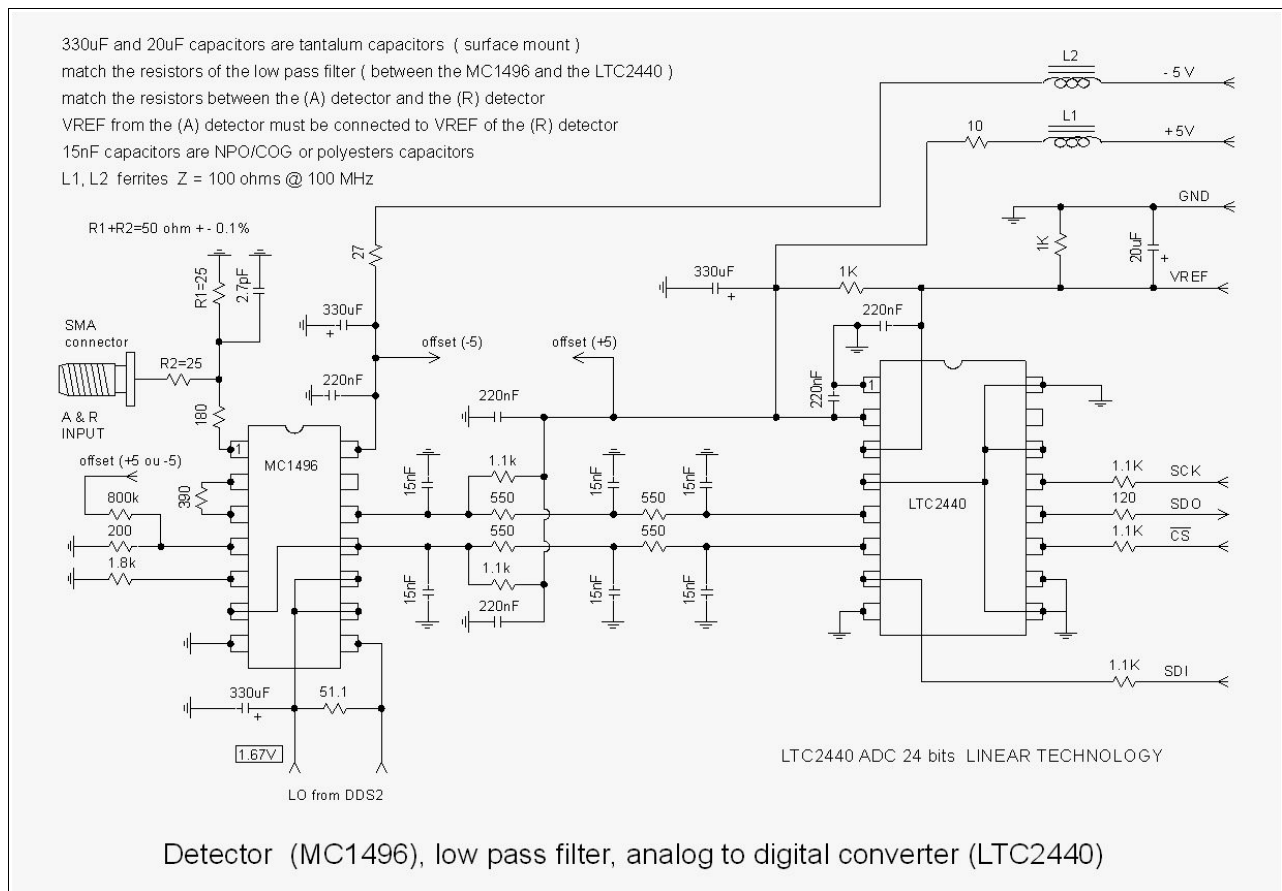 330uF and 20uF capacitors are tantalum capacitors ( surface mount )
match the resistors of the low pass filter ( between the MC1496 and the LTC2440 )
match the resistors between the (A) detector and the (R) detector
VREF from the (A) detector must be connected to VREF of the (R) detector
15nF capacitors are NPO/COG or polyesters capacitors
L1, L2 ferrites Z = 100 ohms @ 100 MHz
L2
- 5 V
10
L1
+5V
GND
1K
20uF
+
VREF
R1+R2=50 ohm + - 0.1%
27
R1=25
2.7pF
330uF
+
1K
330uF
+
220nF
SMA
connector
R2=25
offset (-5)
offset (+5)
220nF
220nF
220nF
1
A & R
INPUT
180
1
MC1496
offset (+5 ou -5)
390
800k
200
1.8k
15nF
1.1k
15nF
15nF
550
550
550
550
15nF
1.1k
15nF
15nF
220nF
LTC2440
1.1K
SCK
120
SDO
1.1K
CS
1.1K
SDI
330uF
+
51.1
1.67V
LO from DDS2
LTC2440 ADC 24 bits LINEAR TECHNOLOGY
Detector (MC1496), low pass filter, analog to digital converter (LTC2440)